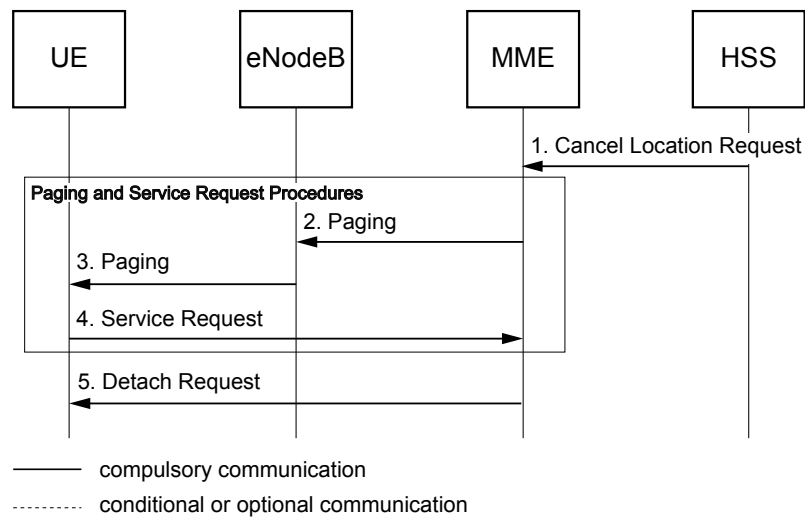 UE
eNodeB
MME
HSS
1. Cancel Location Request
Paging and Service Request Procedures
2. Paging
3. Paging
4. Service Request
5. Detach Request
compulsory communication
conditional or optional communication